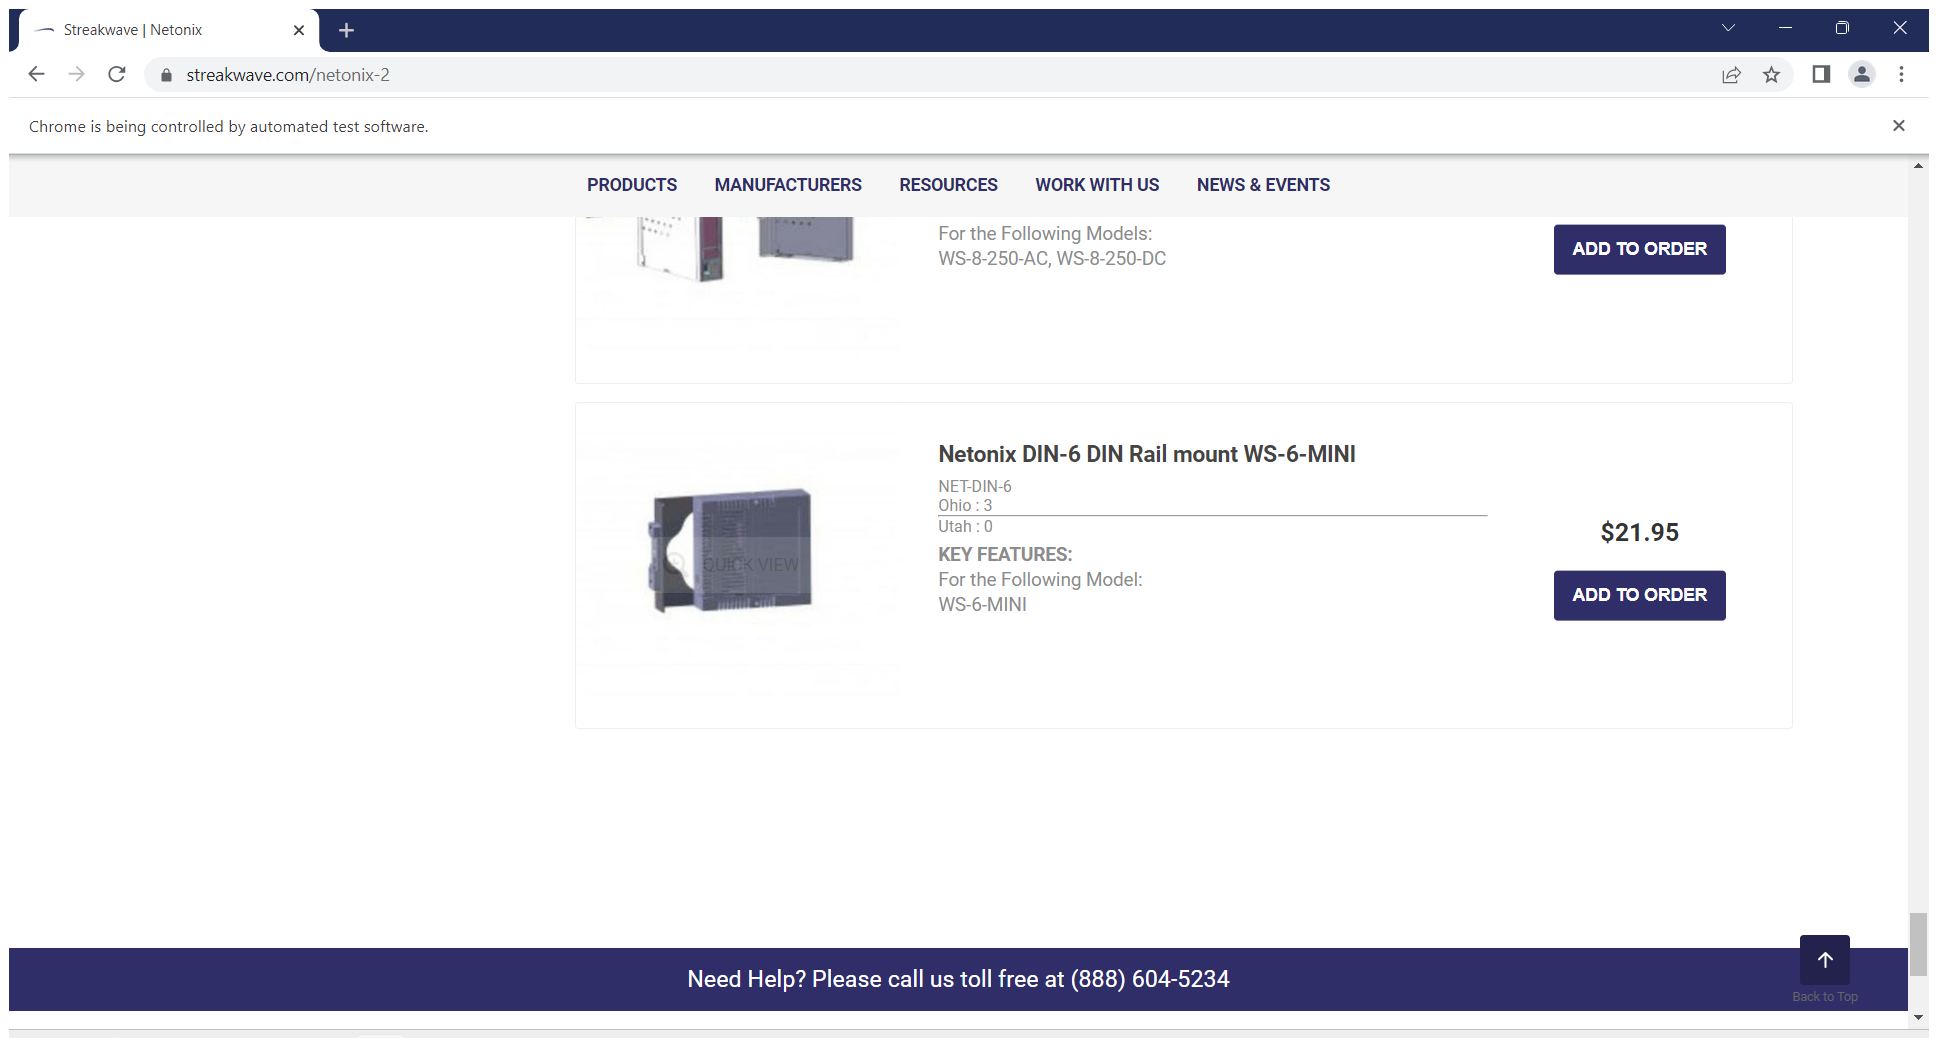 Streakwave | Netonix
streakwave.com/netonix-2
Chrome is being controlled by automated test software.
PRODUCTS MANUFACTURERS RESOURCES WORK WITH US NEWS & EVENTS
For the Following Models:
WS-8-250-AC, WS-8-250-DC
ADD TO ORDER
Netonix DIN-6 DIN Rail mount WS-6-MINI
NET-DIN-6
Ohio : 3
Utah : 0
KEY FEATURES:
For the Following Model:
WS-6-MINI
QUICK VIEW
$21.95
ADD TO ORDER
Need Help? Please call us toll free at (888) 604-5234
Back to Top